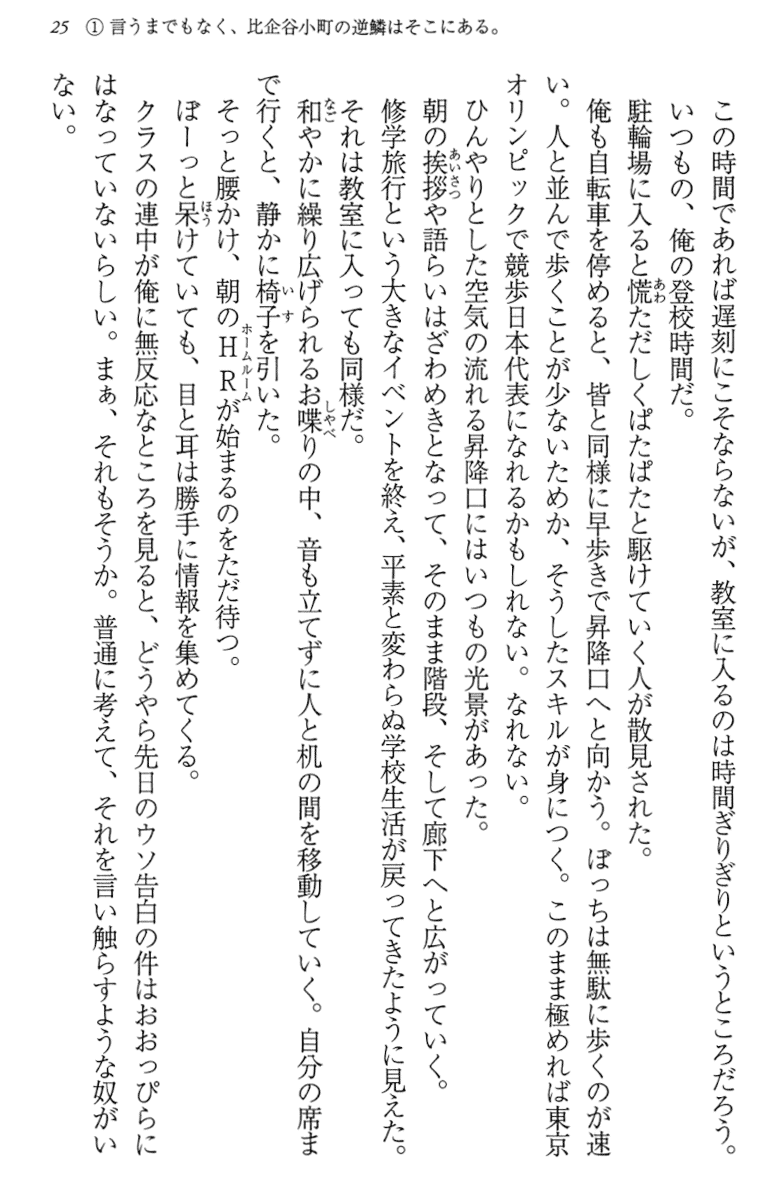 25　① 言うまでもなく、比企谷小町の逆鱗はそこにある。
　この時間であれば遅刻にこそならないが、教室に入るのは時間ぎりぎりというところだろう。
　いつもの、俺の登校時間だ。
　駐輪場に入ると慌ただしくぱたぱたと駆けていく人が散見された。
　俺も自転車を停めると、皆と同様に早歩きで昇降口へと向かう。ぼっちは無駄に歩くのが速
い。人と並んで歩くことが少ないためか、そうしたスキルが身につく。このまま極めれば東京
オリンピックで競歩日本代表になれるかもしれない。なれない。
　ひんやりとした空気の流れる昇降口にはいつもの光景があった。
　朝の挨拶や語らいはざわめきとなって、そのまま階段、そして廊下へと広がっていく。
　修学旅行という大きなイベントを終え、平素と変わらぬ学校生活が戻ってきたように見えた。
　それは教室に入っても同様だ。
　和やかに繰り広げられるお喋りの中、音も立てずに人と机の間を移動していく。自分の席ま
で行くと、静かに椅子を引いた。
　そっと腰かけ、朝のＨＲが始まるのをただ待つ。
　ぼーっと呆けていても、目と耳は勝手に情報を集めてくる。
　クラスの連中が俺に無反応なところを見ると、どうやら先日のウソ告白の件はおおっぴらに
はなっていないらしい。まぁ、それもそうか。普通に考えて、それを言い触らすような奴がい
ない。